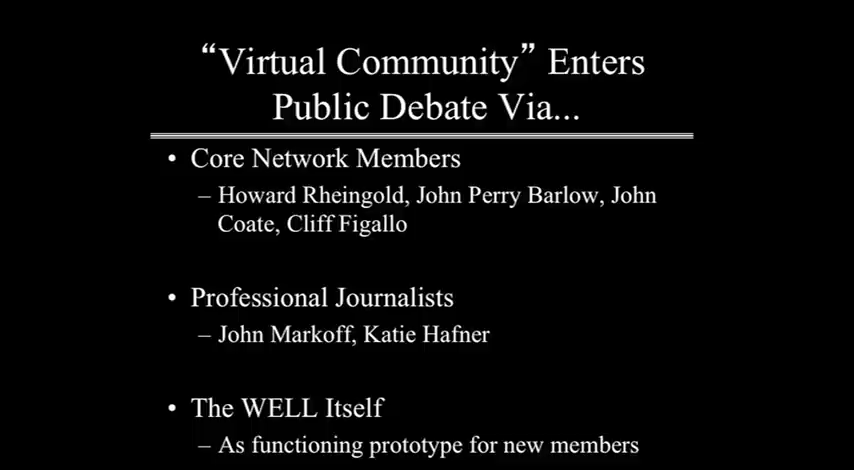 “Virtual Community” Enters
Public Debate Via...
• Core Network Members
– Howard Rheingold, John Perry Barlow, John
Coate, Cliff Figallo
• Professional Journalists
– John Markoff, Katie Hafner
• The WELL Itself
– As functioning prototype for new members